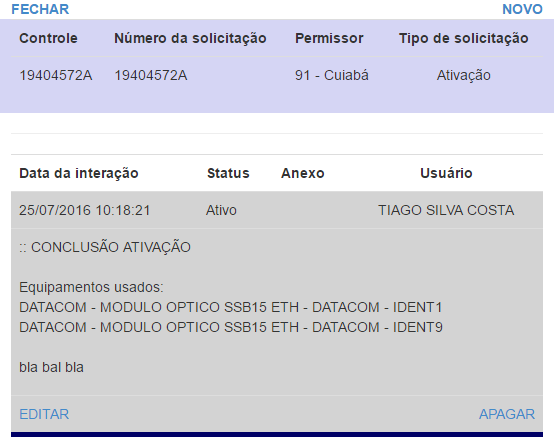 FECHAR NOVO
Controle Número da solicitação Permissor Tipo de solicitação
19404572A 19404572A 91 - Cuiabá Ativação
Data da interação Status Anexo Usuário
25/07/2016 10:18:21 Ativo TIAGO SILVA COSTA
:: CONCLUSÃO ATIVAÇÃO
Equipamentos usados:
DATACOM - MODULO OPTICO SSB15 ETH - DATACOM - IDENT1
DATACOM - MODULO OPTICO SSB15 ETH - DATACOM - IDENT9
bla bal bla
EDITAR APAGAR